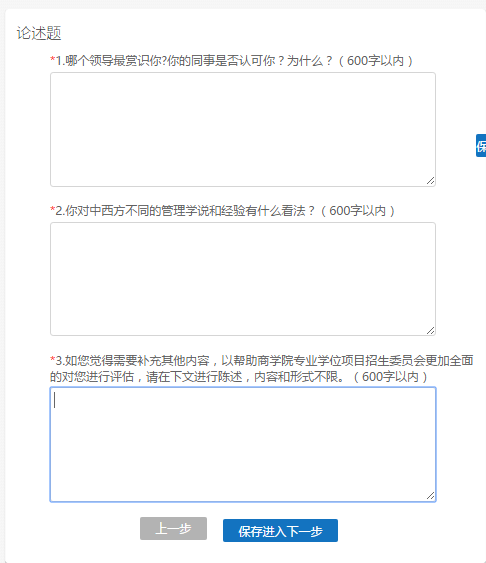 论述题
*1.哪个领导最赏识你?你的同事是否认可你？为什么？（600字以内）
保
*2.你对中西方不同的管理学说和经验有什么看法？（600字以内）
*3.如您觉得需要补充其他内容，以帮助商学院专业学位项目招生委员会更加全面
的对您进行评估，请在下文进行陈述，内容和形式不限。（600字以内）
上一步
保存进入下一步